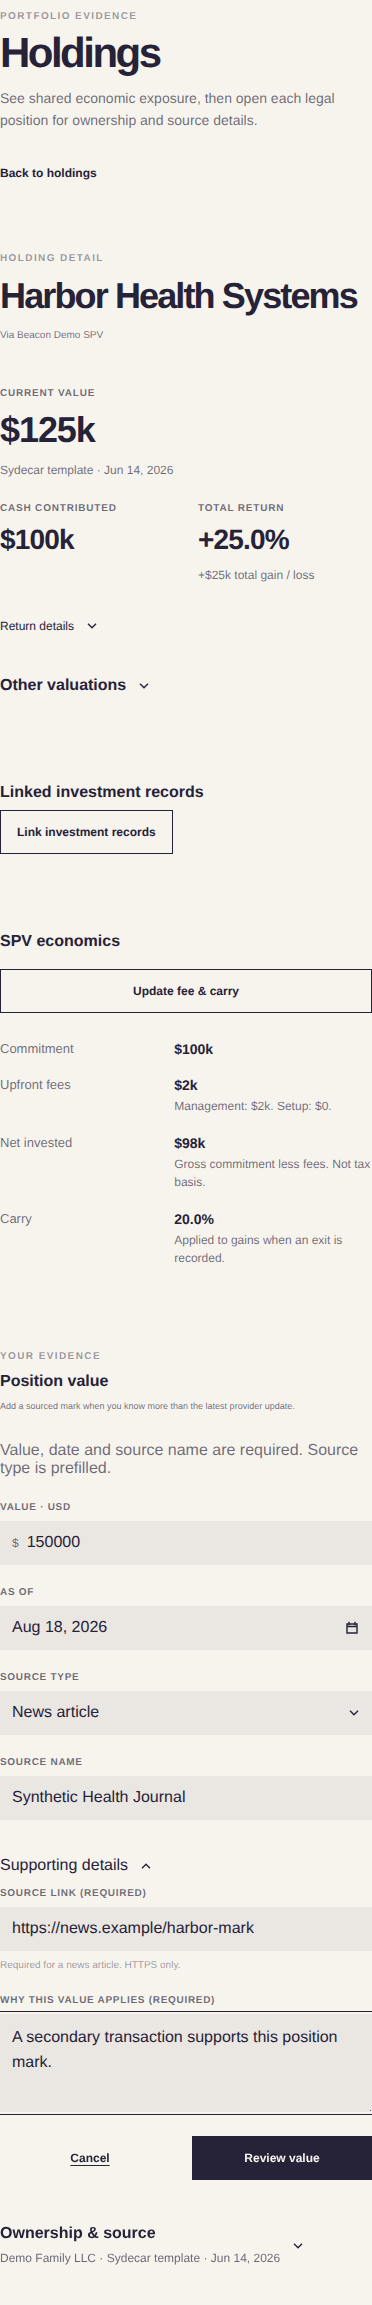 PORTFOLIO EVIDENCE
Holdings
See shared economic exposure, then open each legal
position for ownership and source details.
Back to holdings
HOLDING DETAIL
Harbor Health Systems
Via Beacon Demo SPV
CURRENT VALUE
$125k
Sydecar template · Jun 14, 2026
CASH CONTRIBUTED
$100k
TOTAL RETURN
+25.0%
+$25k total gain / loss
Return details
Other valuations
Linked investment records
Link investment records
SPV economics
Update fee & carry
Commitment
$100k
Upfront fees
$2k
Management: $2k. Setup: $0.
Net invested
$98k
Gross commitment less fees. Not tax
basis.
Carry
20.0%
Applied to gains when an exit is
recorded.
YOUR EVIDENCE
Position value
Add a sourced mark when you know more than the latest provider update.
Value, date and source name are required. Source
type is prefilled.
VALUE · USD
$ 150000
AS OF
Aug 18, 2026
SOURCE TYPE
News article
SOURCE NAME
Synthetic Health Journal
Supporting details
SOURCE LINK (REQUIRED)
https://news.example/harbor-mark
Required for a news article. HTTPS only.
WHY THIS VALUE APPLIES (REQUIRED)
A secondary transaction supports this position
mark.
Cancel
Review value
Ownership & source
Demo Family LLC · Sydecar template · Jun 14, 2026